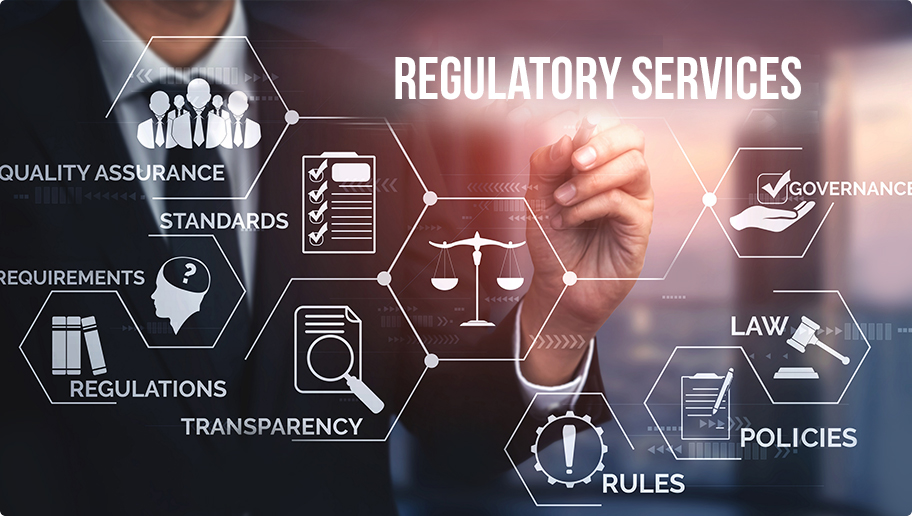 REGULATORY SERVICES
QUALITY ASSURANCE
GOVERNANCE
STANDARDS
REQUIREMENTS
LAW
REGULATIONS
TRANSPARENCY
POLICIES
RULES